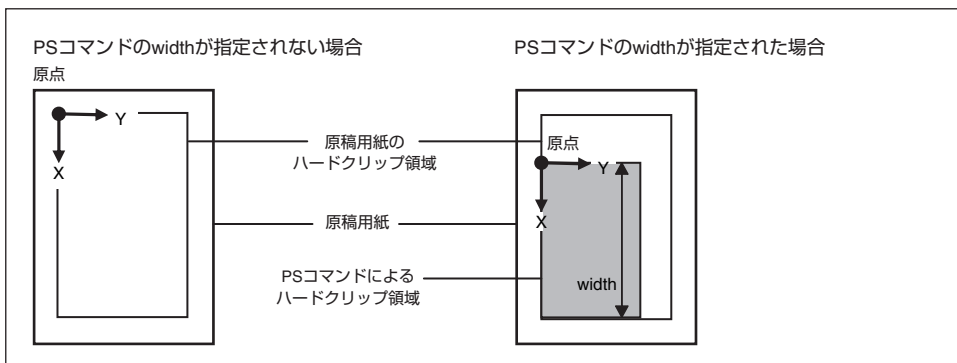 PSコマンドのwidthが指定されない場合
原点
Y
X
PSコマンドのwidthが指定された場合
原点
Y
X
width
原稿用紙の
ハードクリップ領域
原稿用紙
PSコマンドによる
ハードクリップ領域